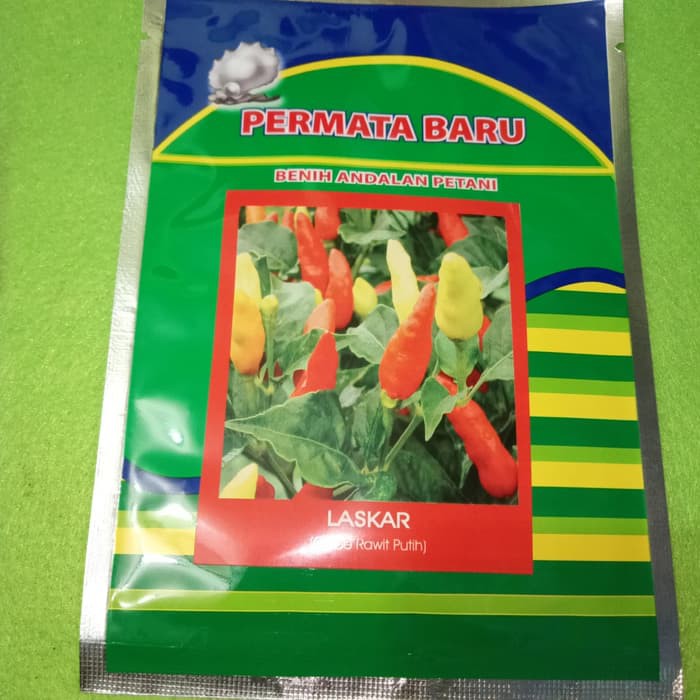 PERMATA BARU
BENIH ANDALAN PETANI
LASKAR
Rawit Putih)